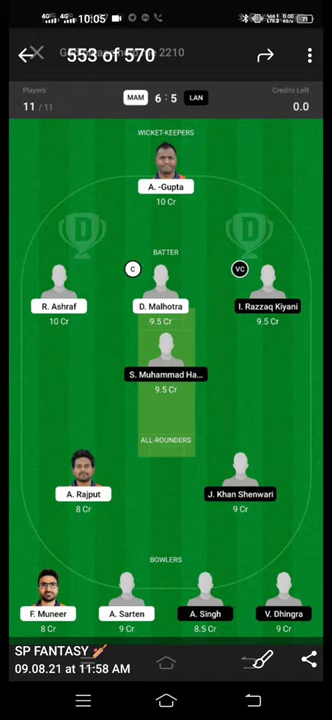 10:05
553 of 570
2210
Players
11 / 11
MAM 6 : 5 LAN
Credits Left
0.0
WICKET-KEEPERS
A. -Gupta
10 Cr
BATTER
C
VC
R. Ashraf
D. Malhotra
I. Razzaq Kiyani
10 Cr
9.5 Cr
9.5 Cr
S. Muhammad Ha...
9.5 Cr
ALL-ROUNDERS
A. Rajput
J. Khan Shenwari
8 Cr
9 Cr
BOWLERS
F. Muneer
A. Sarten
A. Singh
V. Dhingra
8 Cr
9 Cr
8.5 Cr
9 Cr
SP FANTASY 🏏
09.08.21 at 11:58 AM